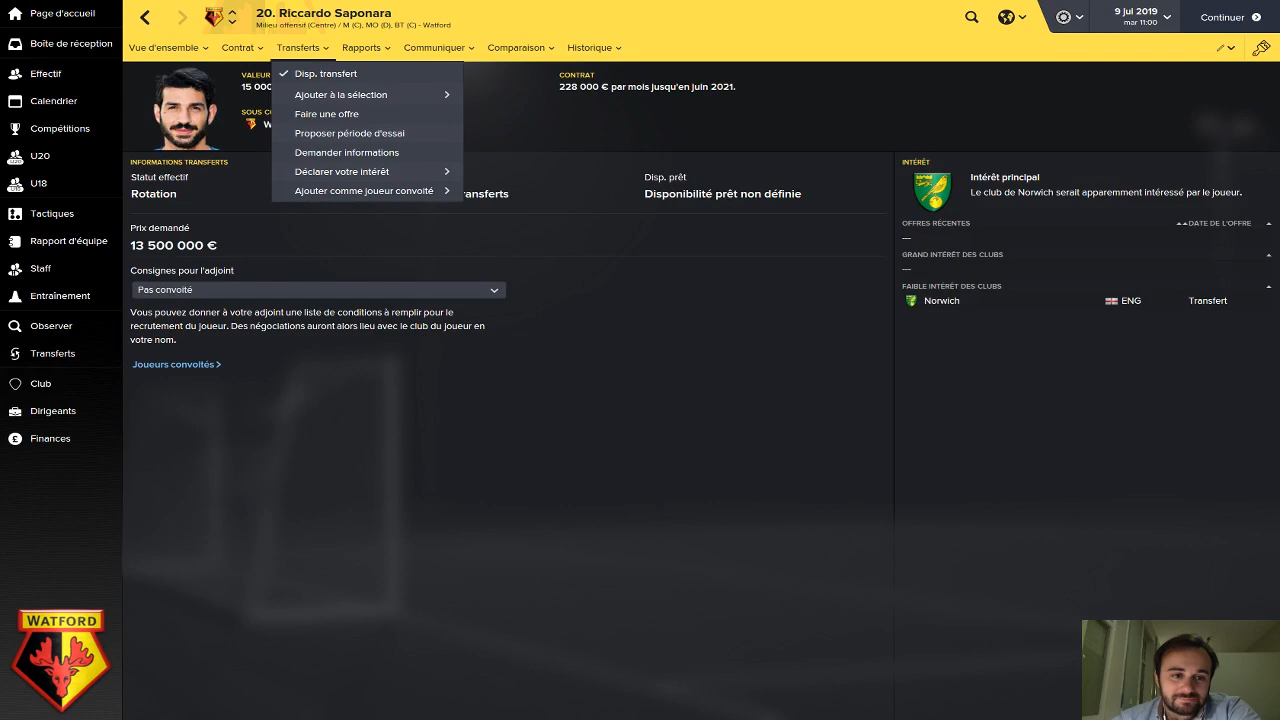 Page d'accueil
Boîte de réception
Effectif
Calendrier
Compétitions
U20
U20
U18
U18
Tactiques
Rapport d'équipe
Staff
Entraînement
Observer
Transferts
Club
Dirigeants
Finances
WATFORD
20. Riccardo Saponara
Milieu offensif (Centre) / M (C), MO (D), BT (C) - Watford
9 jui 2019
mar 11:00
Continuer
Vue d'ensemble
Contrat
Transferts
Rapports
Communiquer
Comparaison
Historique
Disp. transfert
Ajouter à la sélection
Faire une offre
Proposer période d'essai
Demander informations
Déclarer votre intérêt
Ajouter comme joueur convoité
VALEUR
15 000
SOUS C
W
CONTRAT
228 000 € par mois jusqu'en juin 2021.
INFORMATIONS TRANSFERTS
Statut effectif
Rotation
ransferts
Disp. prêt
Disponibilité prêt non définie
Prix demandé
13 500 000 €
Consignes pour l'adjoint
Pas convoité
Vous pouvez donner à votre adjoint une liste de conditions à remplir pour le
recrutement du joueur. Des négociations auront alors lieu avec le club du joueur en
votre nom.
Joueurs convoités >
INTÉRÊT
Intérêt principal
Le club de Norwich serait apparemment intéressé par le joueur.
OFFRES RÉCENTES
DATE DE L'OFFRE
---
GRAND INTÉRÊT DES CLUBS
---
FAIBLE INTÉRÊT DES CLUBS
Norwich
ENG
Transfert